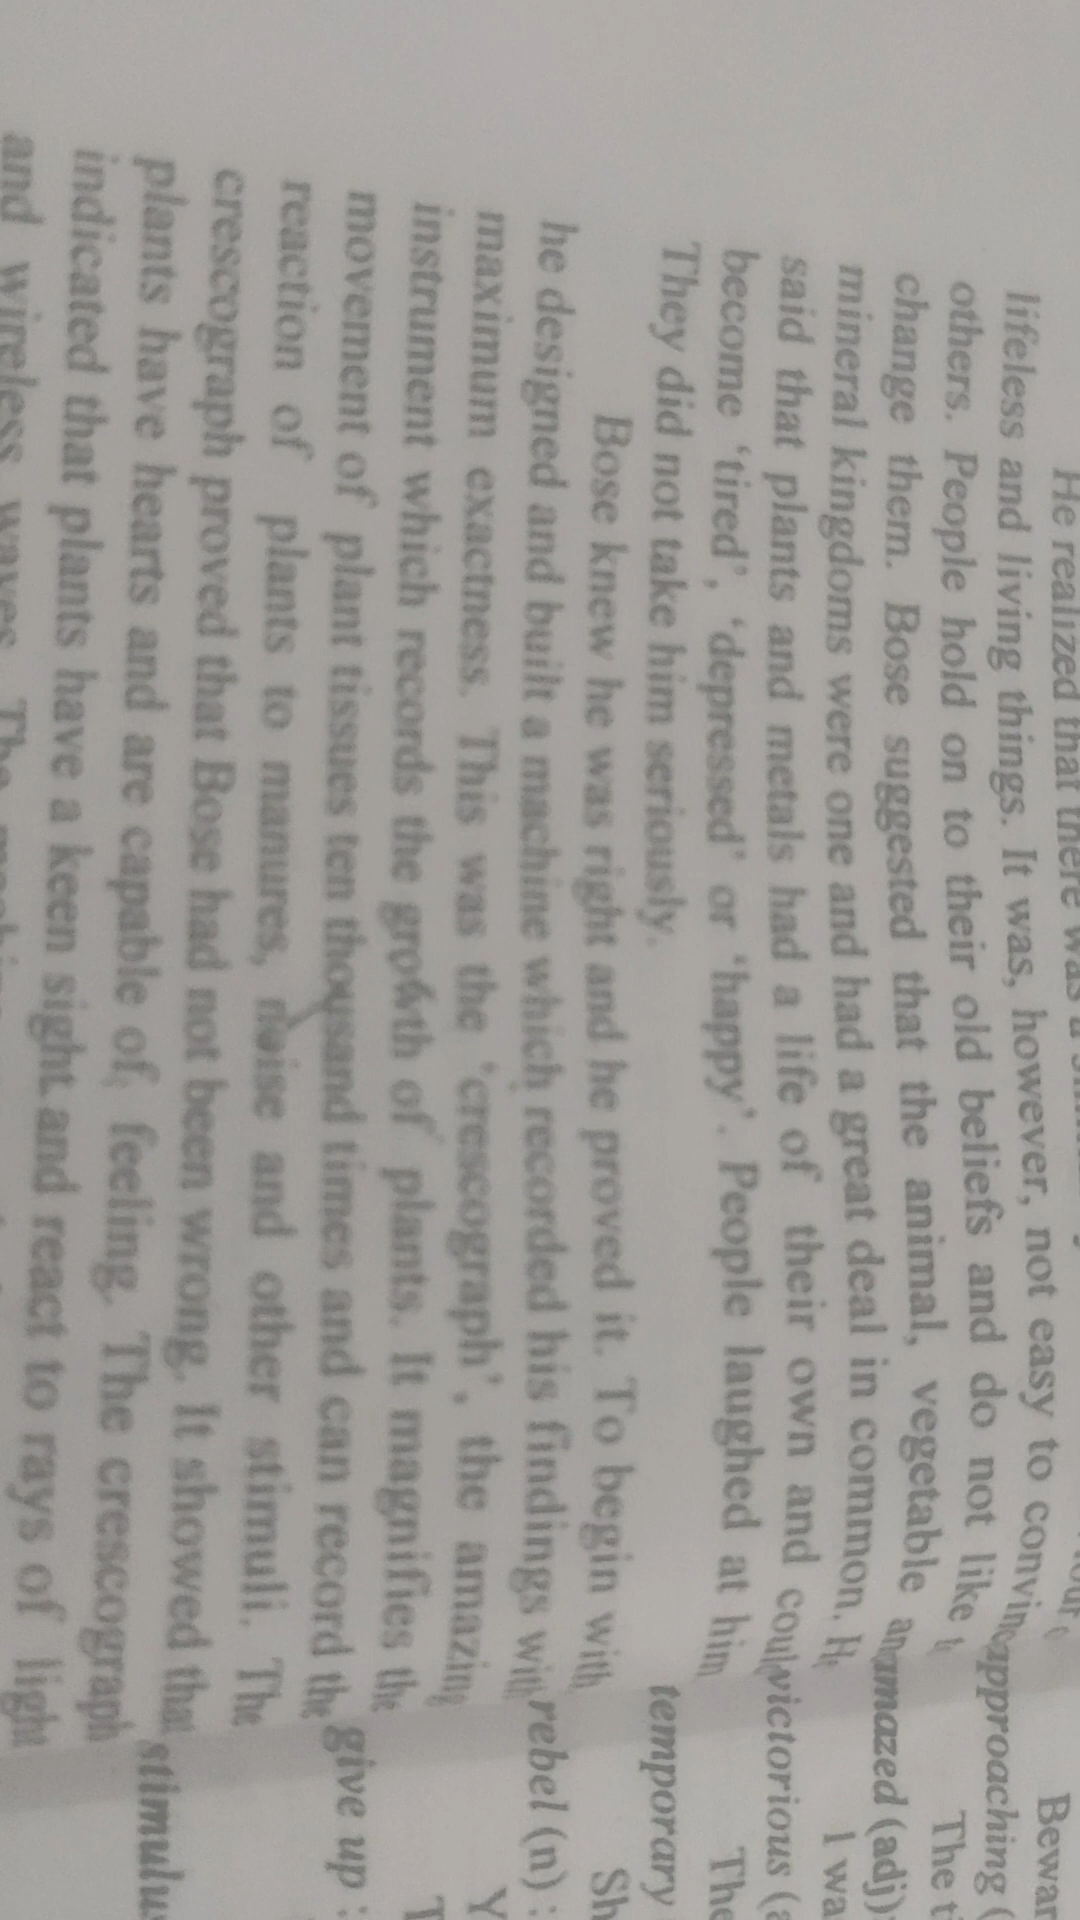 He realized that there was a
lifeless and living things. It was, however, not easy to convin
others. People hold on to their old beliefs and do not like
change them. Bose suggested that the animal, vegetable an
mineral kingdoms were one and had a great deal in common. He
said that plants and metals had a life of their own and coul
become 'tired', 'depressed' or 'happy'. People laughed at him
They did not take him seriously.
Bose knew he was right and he proved it. To begin with
he designed and built a machine which recorded his findings with
maximum exactness. This was the 'crescograph', the amazing
instrument which records the growth of plants. It magnifies the
movement of plant tissues ten thousand times and can record the
reaction of plants to manures, noise and other stimuli. The
crescograph proved that Bose had not been wrong. It showed that
plants have hearts and are capable of feeling. The crescograph
indicated that plants have a keen sight and react to rays of light
and wireless waves. The
Bewar
approaching (
The t
amazed (adj)
I wa
victorious (a
The
temporary
Sh
rebel (n) :
Y
give up :
T
stimulus